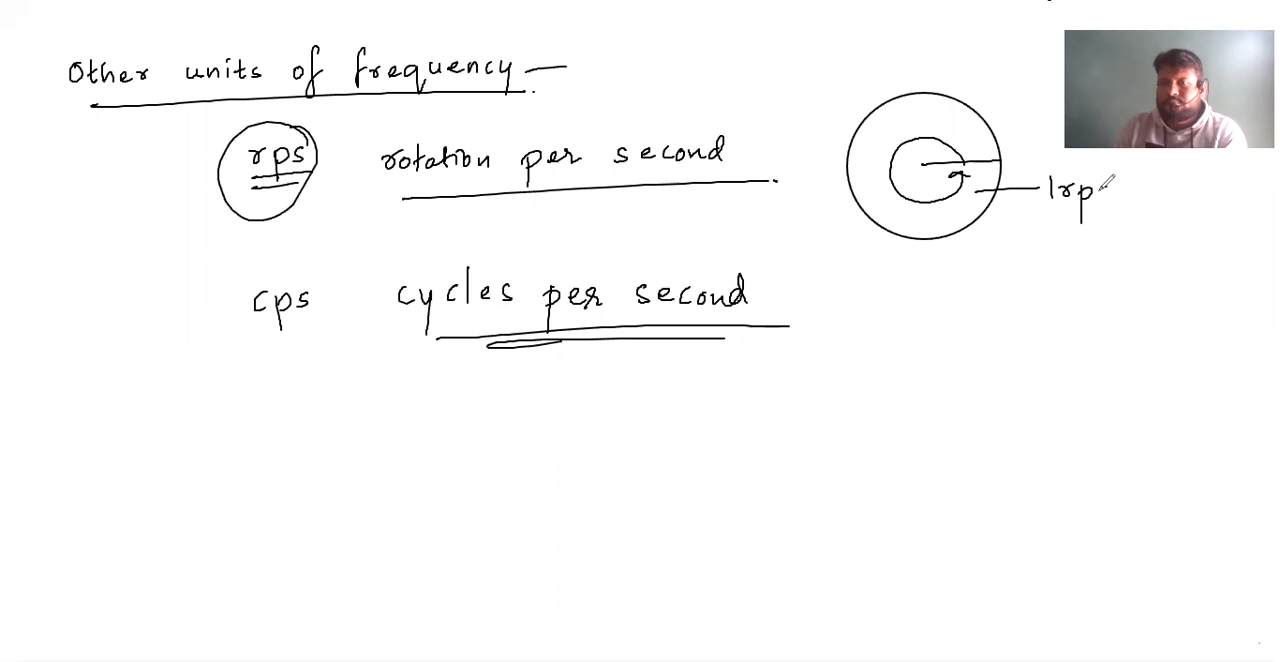 Other units of frequency —
rps rotation per second
1rp
cps cycles per second